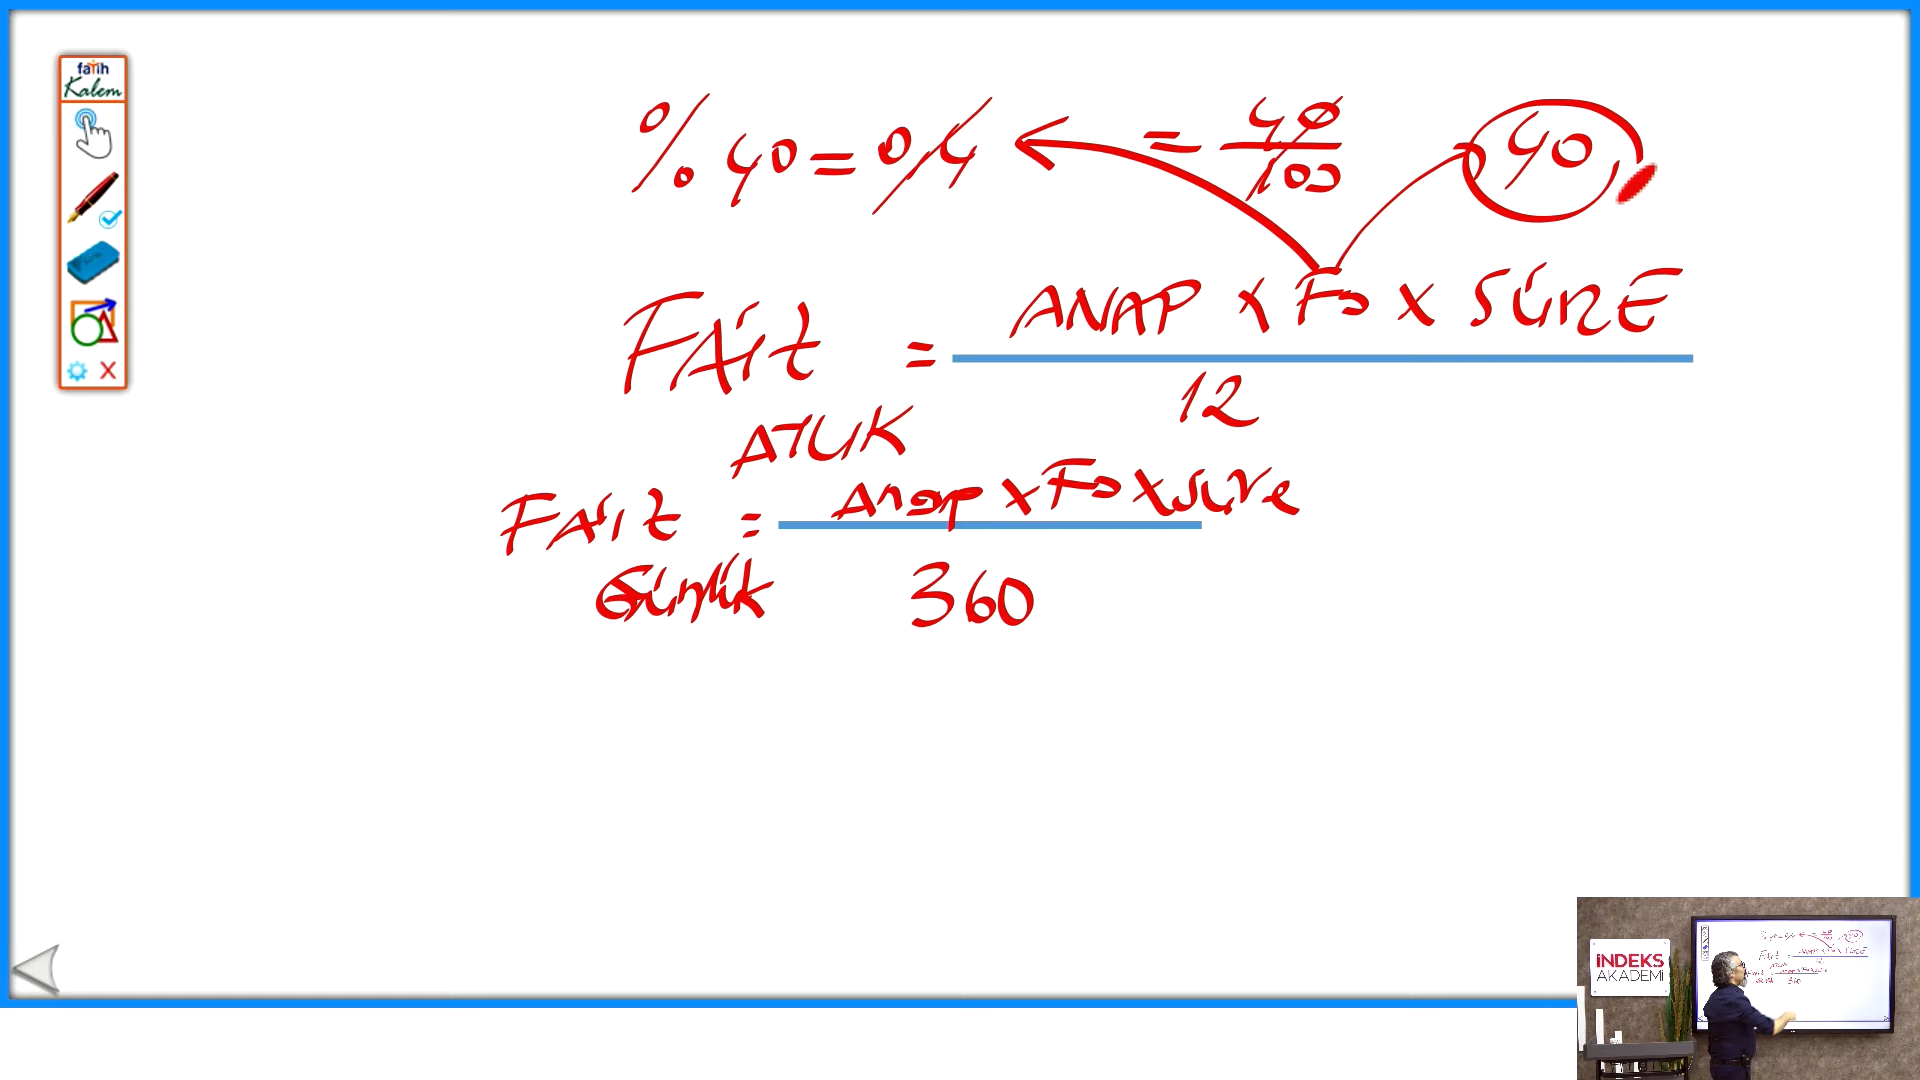 fatih
Kalem
% 40 = 0,4 = 40/100 40
FAİZ = ANAP x FO x SÜRE
12
AYLIK
FAİZ = Anap x FO x Süre
Günlük 360
İNDEKS
AKADEMİ